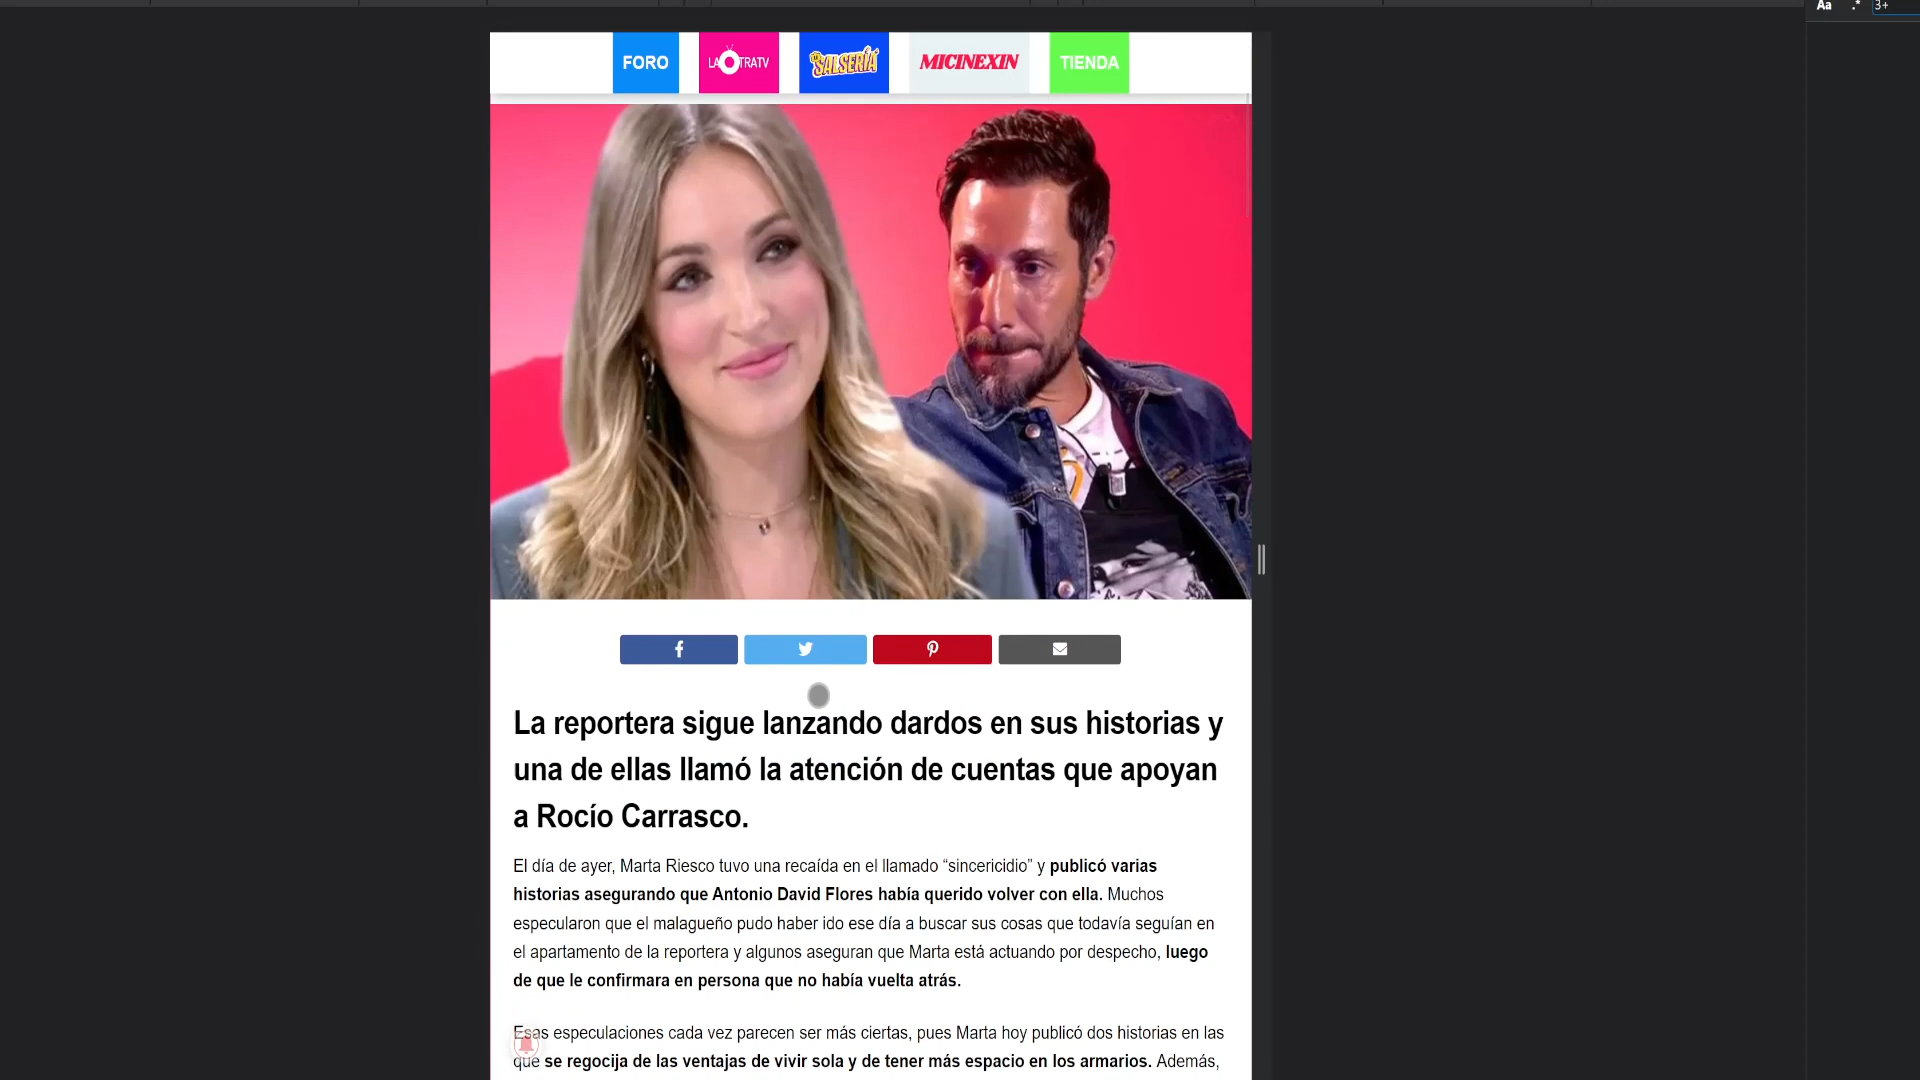 Aa .* 3+
FORO
LA OTRATV
SALSERÍA
MICINEXIN
TIENDA
La reportera sigue lanzando dardos en sus historias y
una de ellas llamó la atención de cuentas que apoyan
a Rocío Carrasco.
El día de ayer, Marta Riesco tuvo una recaída en el llamado “sincericidio” y publicó varias
historias asegurando que Antonio David Flores había querido volver con ella. Muchos
especularon que el malagueño pudo haber ido ese día a buscar sus cosas que todavía seguían en
el apartamento de la reportera y algunos aseguran que Marta está actuando por despecho, luego
de que le confirmara en persona que no había vuelta atrás.
Esas especulaciones cada vez parecen ser más ciertas, pues Marta hoy publicó dos historias en las
que se regocija de las ventajas de vivir sola y de tener más espacio en los armarios. Además,